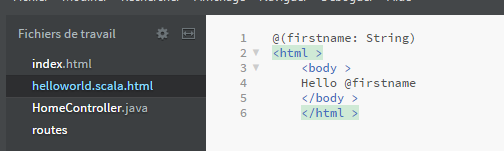 Fichiers de travail
index.html
helloworld.scala.html
HomeController.java
routes
1 @(firstname: String)
2 <html >
3 <body >
4 Hello @firstname
5 </body >
6 </html >